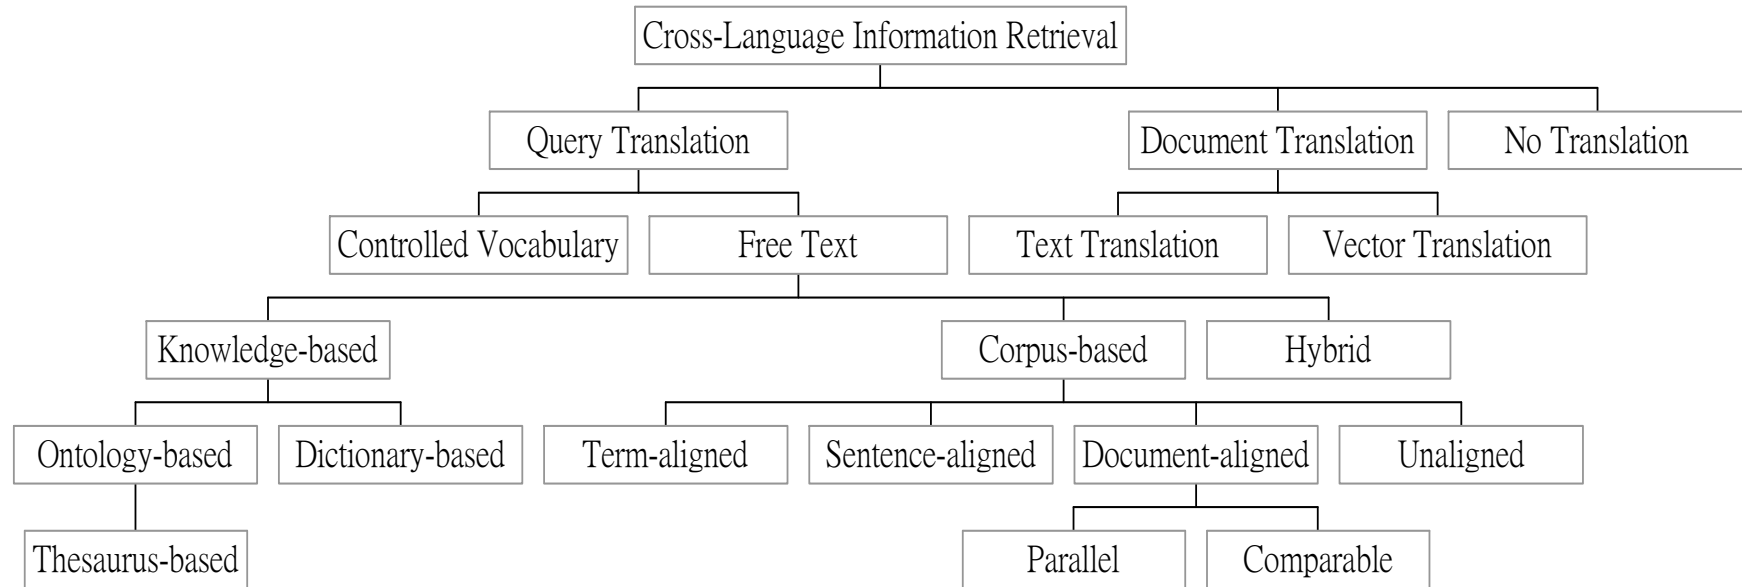 Cross-Language Information Retrieval
Query Translation
Document Translation
No Translation
Controlled Vocabulary
Free Text
Text Translation
Vector Translation
Knowledge-based
Corpus-based
Hybrid
Ontology-based
Dictionary-based
Term-aligned
Sentence-aligned
Document-aligned
Unaligned
Thesaurus-based
Parallel
Comparable